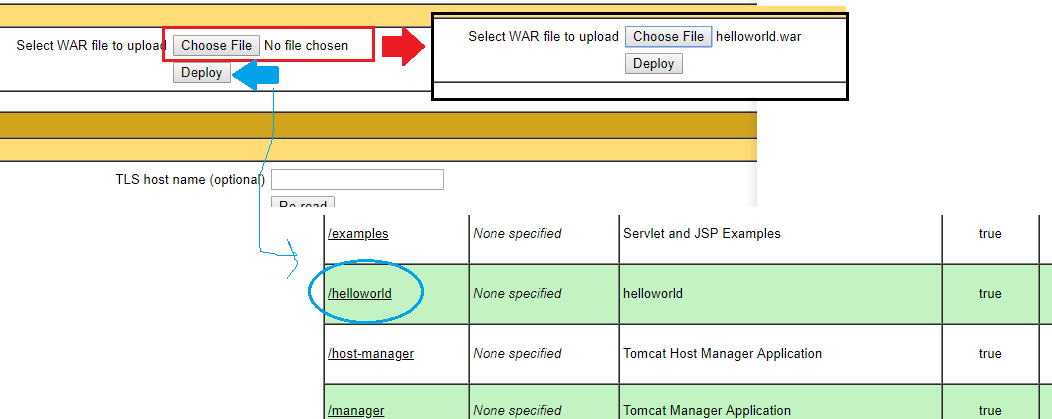 Select WAR file to upload Choose File No file chosen
Deploy
Select WAR file to upload Choose File helloworld.war
Deploy
TLS host name (optional)
Re-read
/examples None specified Servlet and JSP Examples true
/helloworld None specified helloworld true
/host-manager None specified Tomcat Host Manager Application true
/manager None specified Tomcat Manager Application true